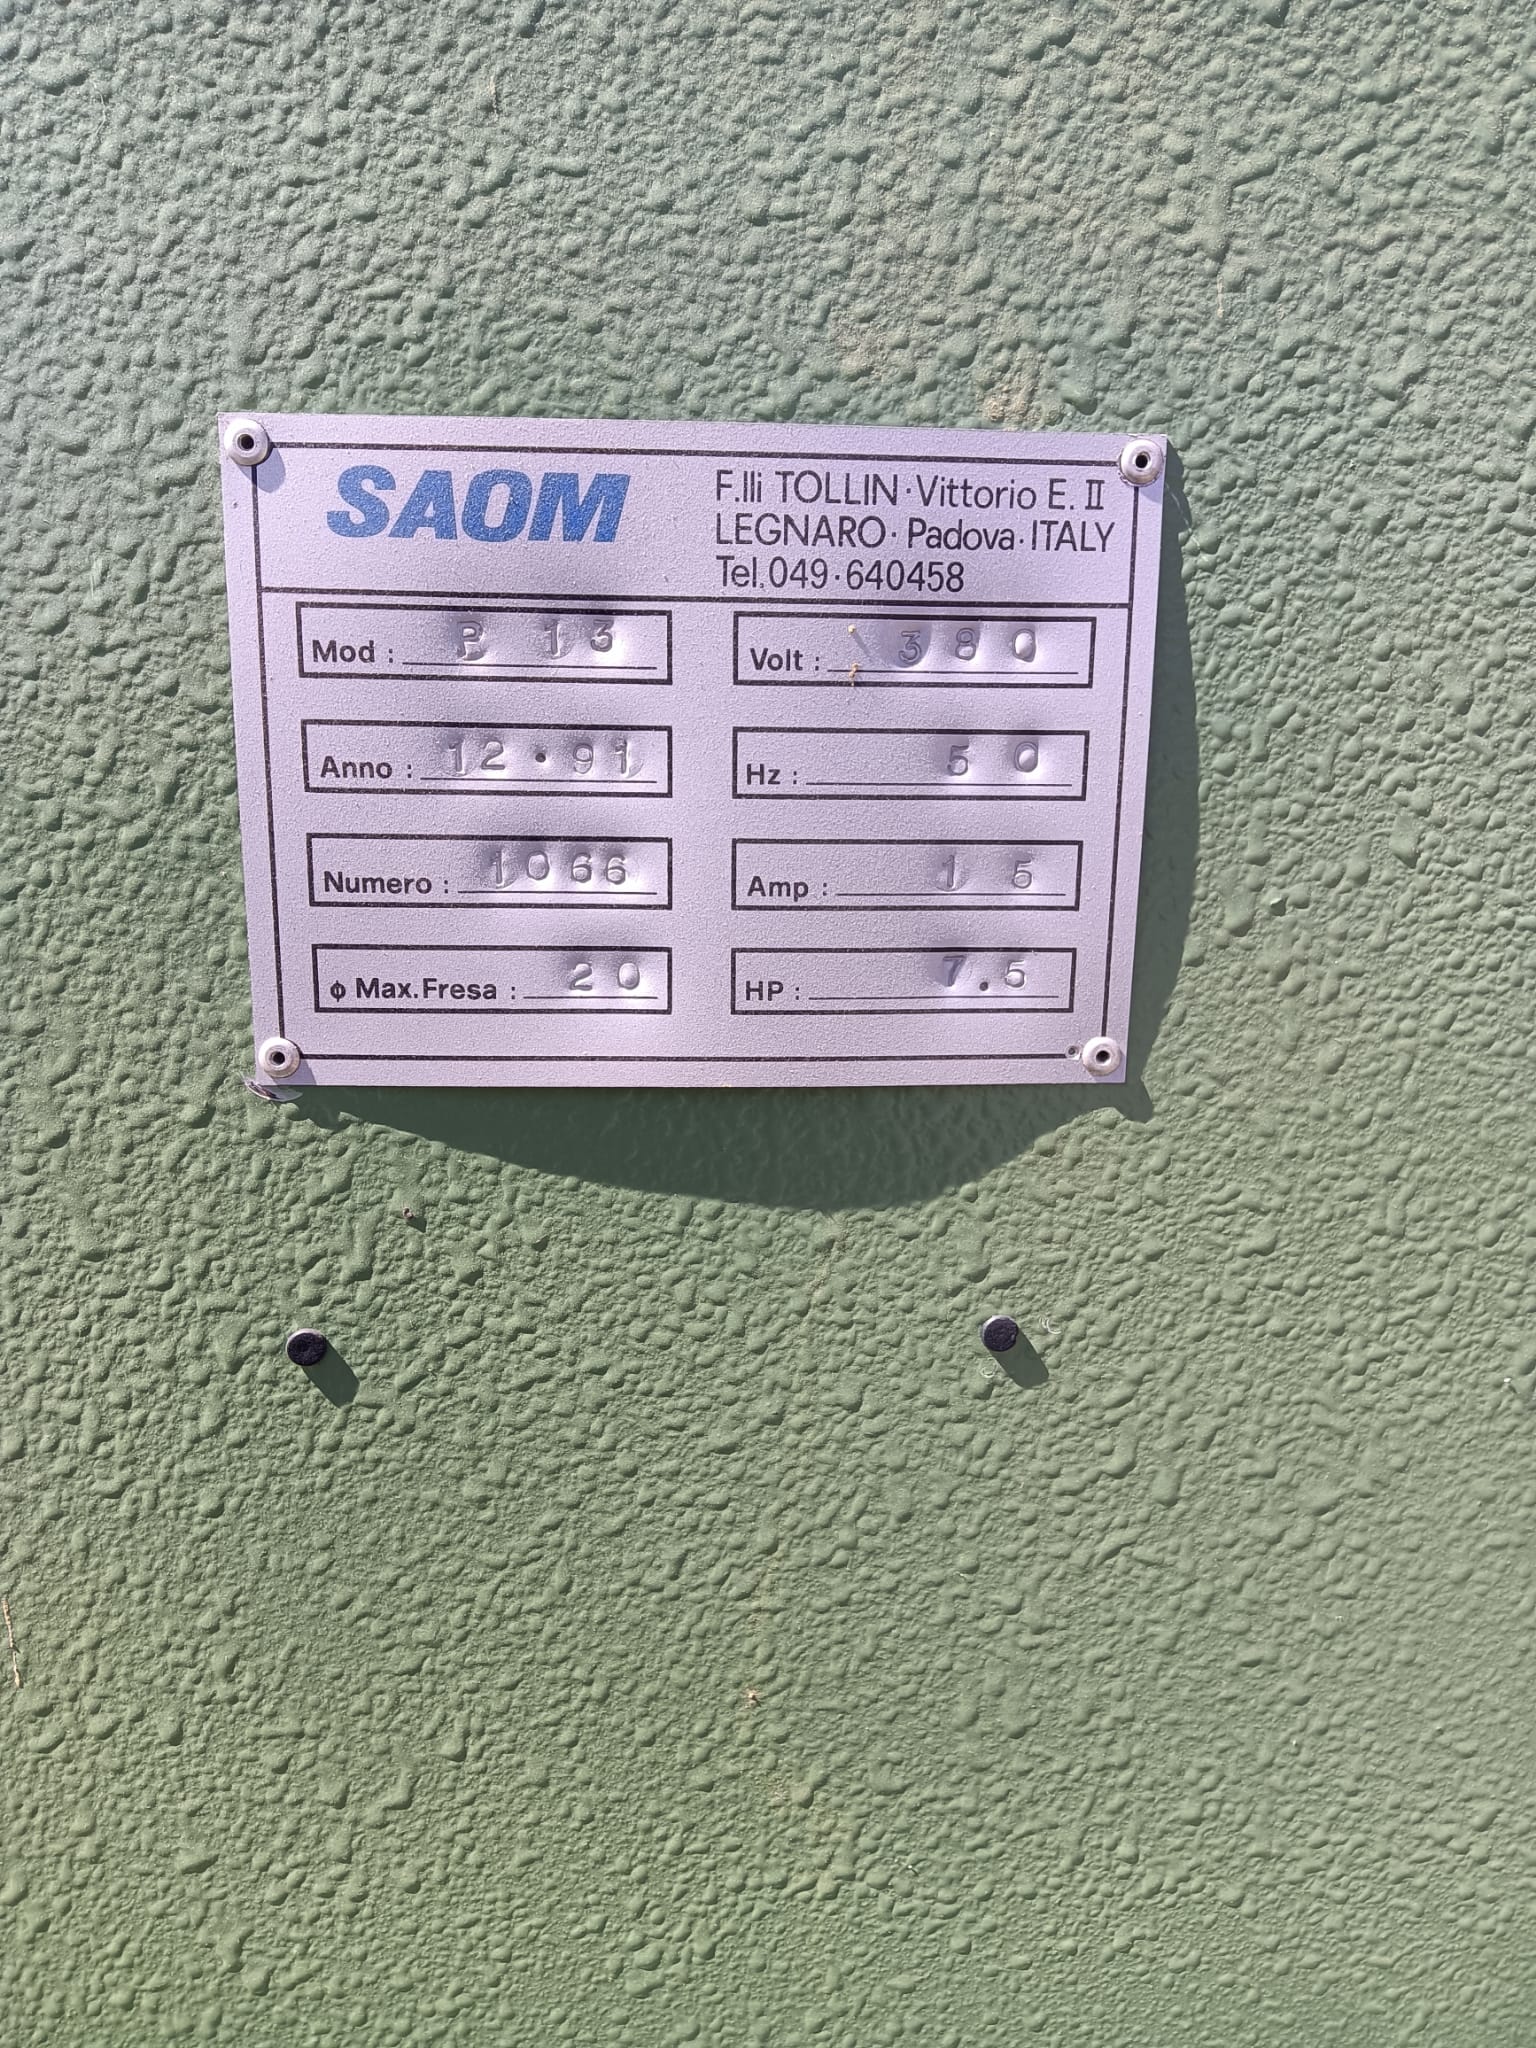 SAOM
F.lli TOLLIN·Vittorio E. II
LEGNARO·Padova·ITALY
Tel.049·640458
Mod : P 13
Volt : 380
Anno : 12·91
Hz : 50
Numero : 1066
Amp : 15
ϕ Max.Fresa : 20
HP : 7.5